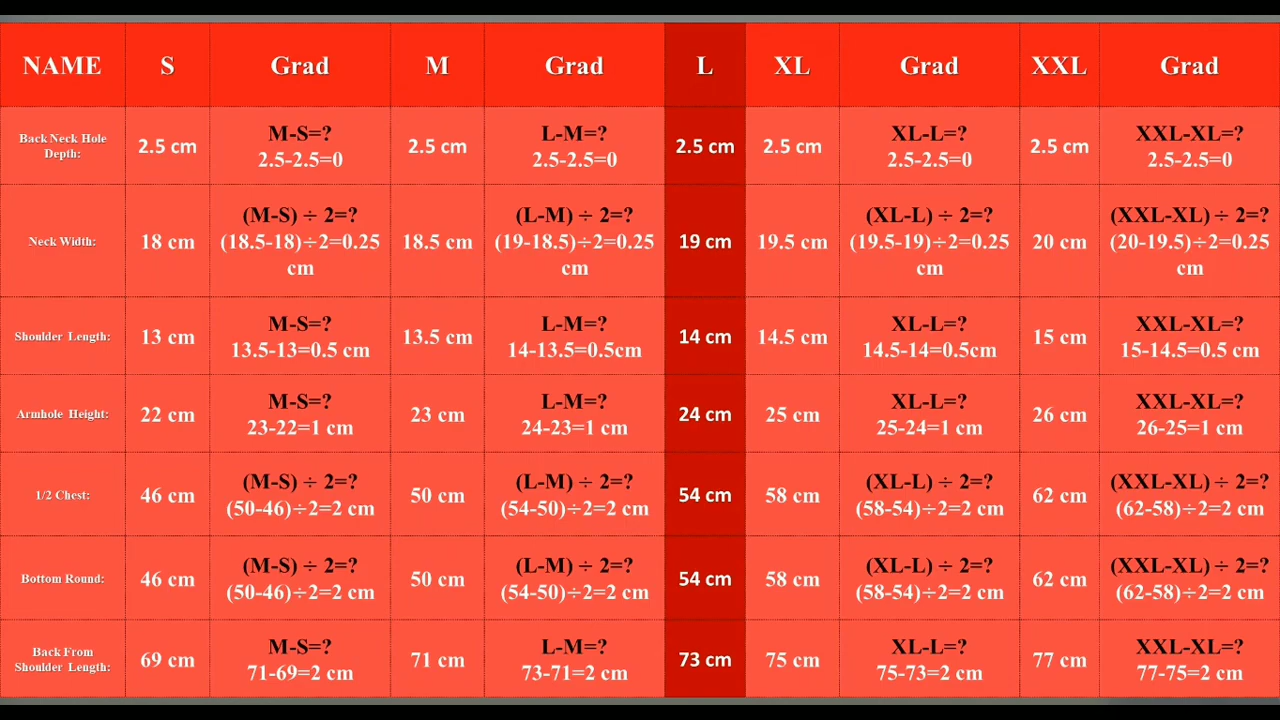 NAME S Grad M Grad L XL Grad XXL Grad
Back Neck Hole Depth: 2.5 cm M-S=? 2.5-2.5=0 2.5 cm L-M=? 2.5-2.5=0 2.5 cm 2.5 cm XL-L=? 2.5-2.5=0 2.5 cm XXL-XL=? 2.5-2.5=0
Neck Width: 18 cm (M-S) ÷ 2=? (18.5-18)÷2=0.25 cm 18.5 cm (L-M) ÷ 2=? (19-18.5)÷2=0.25 cm 19 cm 19.5 cm (XL-L) ÷ 2=? (19.5-19)÷2=0.25 cm 20 cm (XXL-XL) ÷ 2=? (20-19.5)÷2=0.25 cm
Shoulder Length: 13 cm M-S=? 13.5-13=0.5 cm 13.5 cm L-M=? 14-13.5=0.5cm 14 cm 14.5 cm XL-L=? 14.5-14=0.5cm 15 cm XXL-XL=? 15-14.5=0.5 cm
Armhole Height: 22 cm M-S=? 23-22=1 cm 23 cm L-M=? 24-23=1 cm 24 cm 25 cm XL-L=? 25-24=1 cm 26 cm XXL-XL=? 26-25=1 cm
1/2 Chest: 46 cm (M-S) ÷ 2=? (50-46)÷2=2 cm 50 cm (L-M) ÷ 2=? (54-50)÷2=2 cm 54 cm 58 cm (XL-L) ÷ 2=? (58-54)÷2=2 cm 62 cm (XXL-XL) ÷ 2=? (62-58)÷2=2 cm
Bottom Round: 46 cm (M-S) ÷ 2=? (50-46)÷2=2 cm 50 cm (L-M) ÷ 2=? (54-50)÷2=2 cm 54 cm 58 cm (XL-L) ÷ 2=? (58-54)÷2=2 cm 62 cm (XXL-XL) ÷ 2=? (62-58)÷2=2 cm
Back From Shoulder Length: 69 cm M-S=? 71-69=2 cm 71 cm L-M=? 73-71=2 cm 73 cm 75 cm XL-L=? 75-73=2 cm 77 cm XXL-XL=? 77-75=2 cm